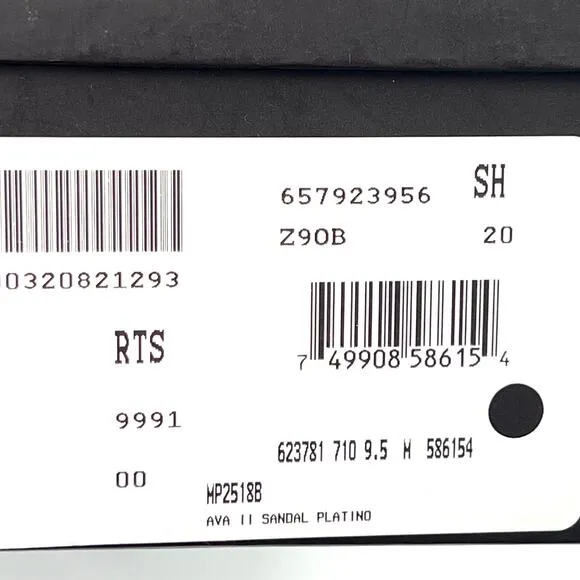 657923956 SH
Z90B 20
00320821293
7 49908 58615 4
RTS
9991
623781 710 9.5 M 586154
00
MP2518B
AVA II SANDAL PLATINO